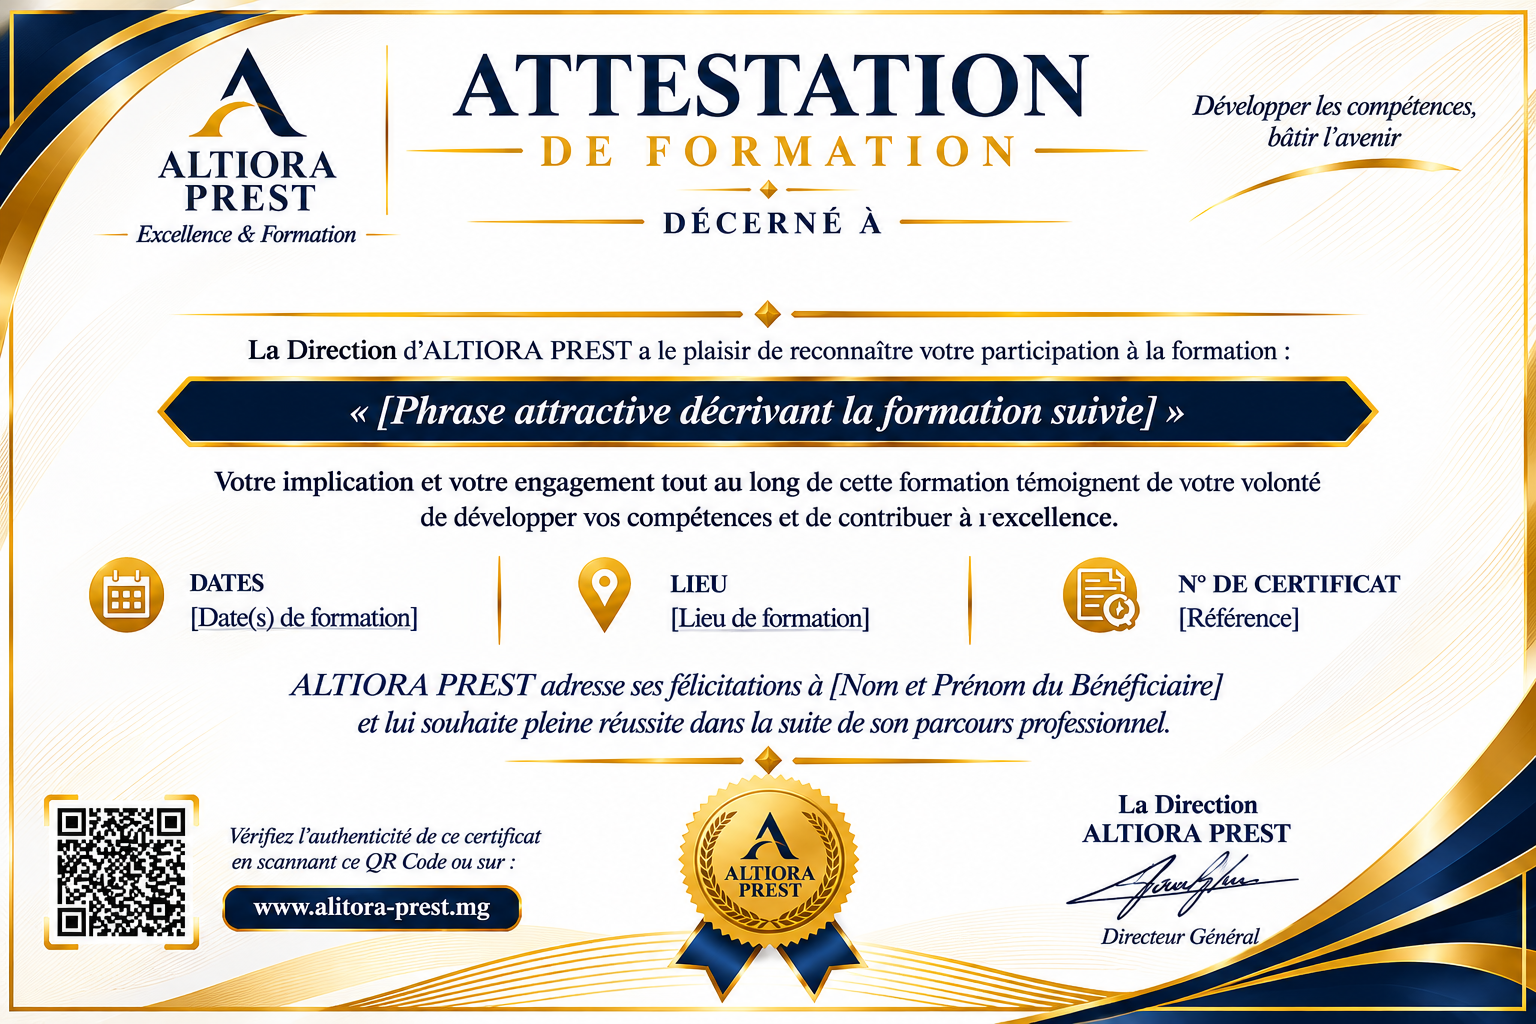 ALTIORA
PREST
Excellence & Formation
ATTESTATION
DE FORMATION
DÉCERNÉ À
Développer les compétences,
bâtir l'avenir
La Direction d'ALTIORA PREST a le plaisir de reconnaître votre participation à la formation :
« [Phrase attractive décrivant la formation suivie] »
Votre implication et votre engagement tout au long de cette formation témoignent de votre volonté
de développer vos compétences et de contribuer à l'excellence.
DATES
[Date(s) de formation]
LIEU
[Lieu de formation]
N° DE CERTIFICAT
[Référence]
ALTIORA PREST adresse ses félicitations à [Nom et Prénom du Bénéficiaire]
et lui souhaite pleine réussite dans la suite de son parcours professionnel.
Vérifiez l'authenticité de ce certificat
en scannant ce QR Code ou sur :
www.alitora-prest.mg
ALTIORA
PREST
La Direction
ALTIORA PREST
Directeur Général